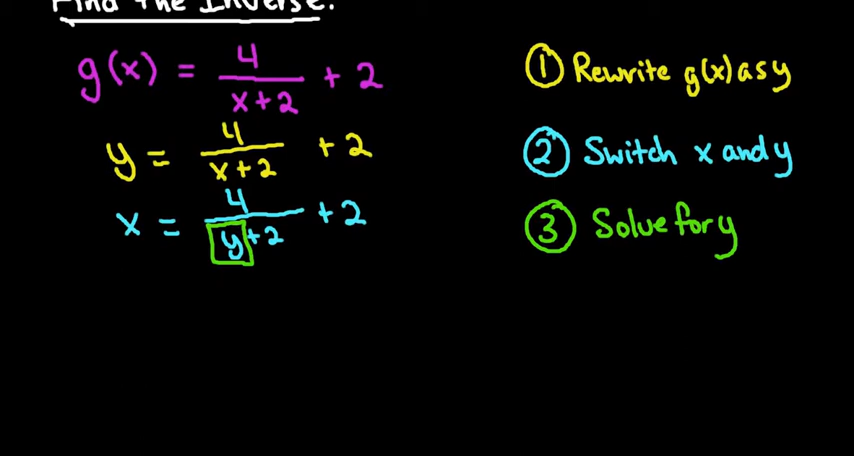 Find the Inverse.
g(x) = 4/(x+2) + 2
① Rewrite g(x) as y
y = 4/(x+2) + 2
② Switch x and y
x = 4/(y+2) + 2
③ Solve for y